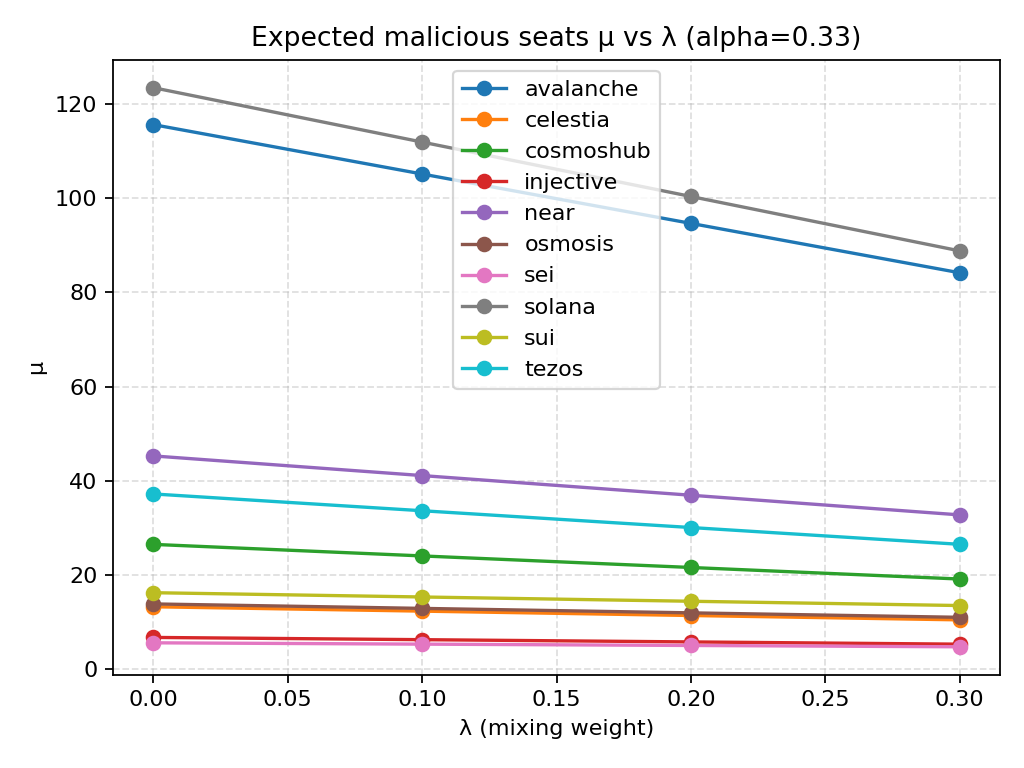 Expected malicious seats μ vs λ (alpha=0.33)
120
100
80
60
40
20
0
μ
avalanche
celestia
cosmoshub
injective
near
osmosis
sei
solana
sui
tezos
0.00 0.05 0.10 0.15 0.20 0.25 0.30
λ (mixing weight)